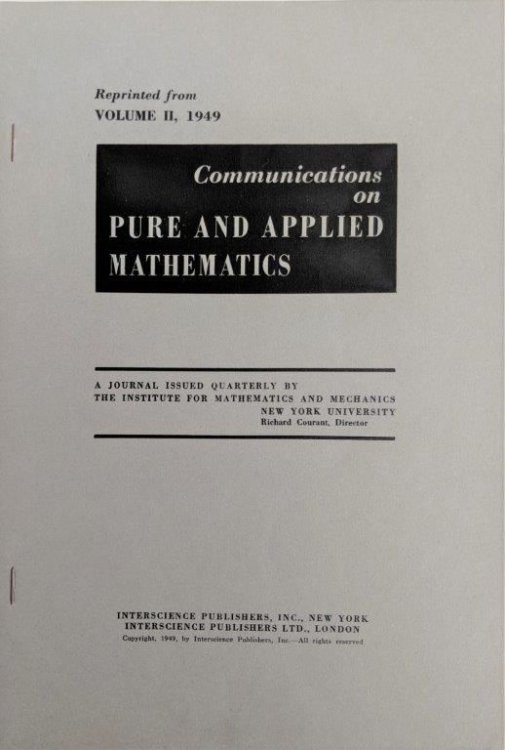 Reprinted from
VOLUME II, 1949
Communications
on
PURE AND APPLIED
MATHEMATICS
A JOURNAL ISSUED QUARTERLY BY
THE INSTITUTE FOR MATHEMATICS AND MECHANICS
NEW YORK UNIVERSITY
Richard Courant, Director
INTERSCIENCE PUBLISHERS, INC., NEW YORK
INTERSCIENCE PUBLISHERS LTD., LONDON
Copyright, 1949, by Interscience Publishers, Inc.—All rights reserved